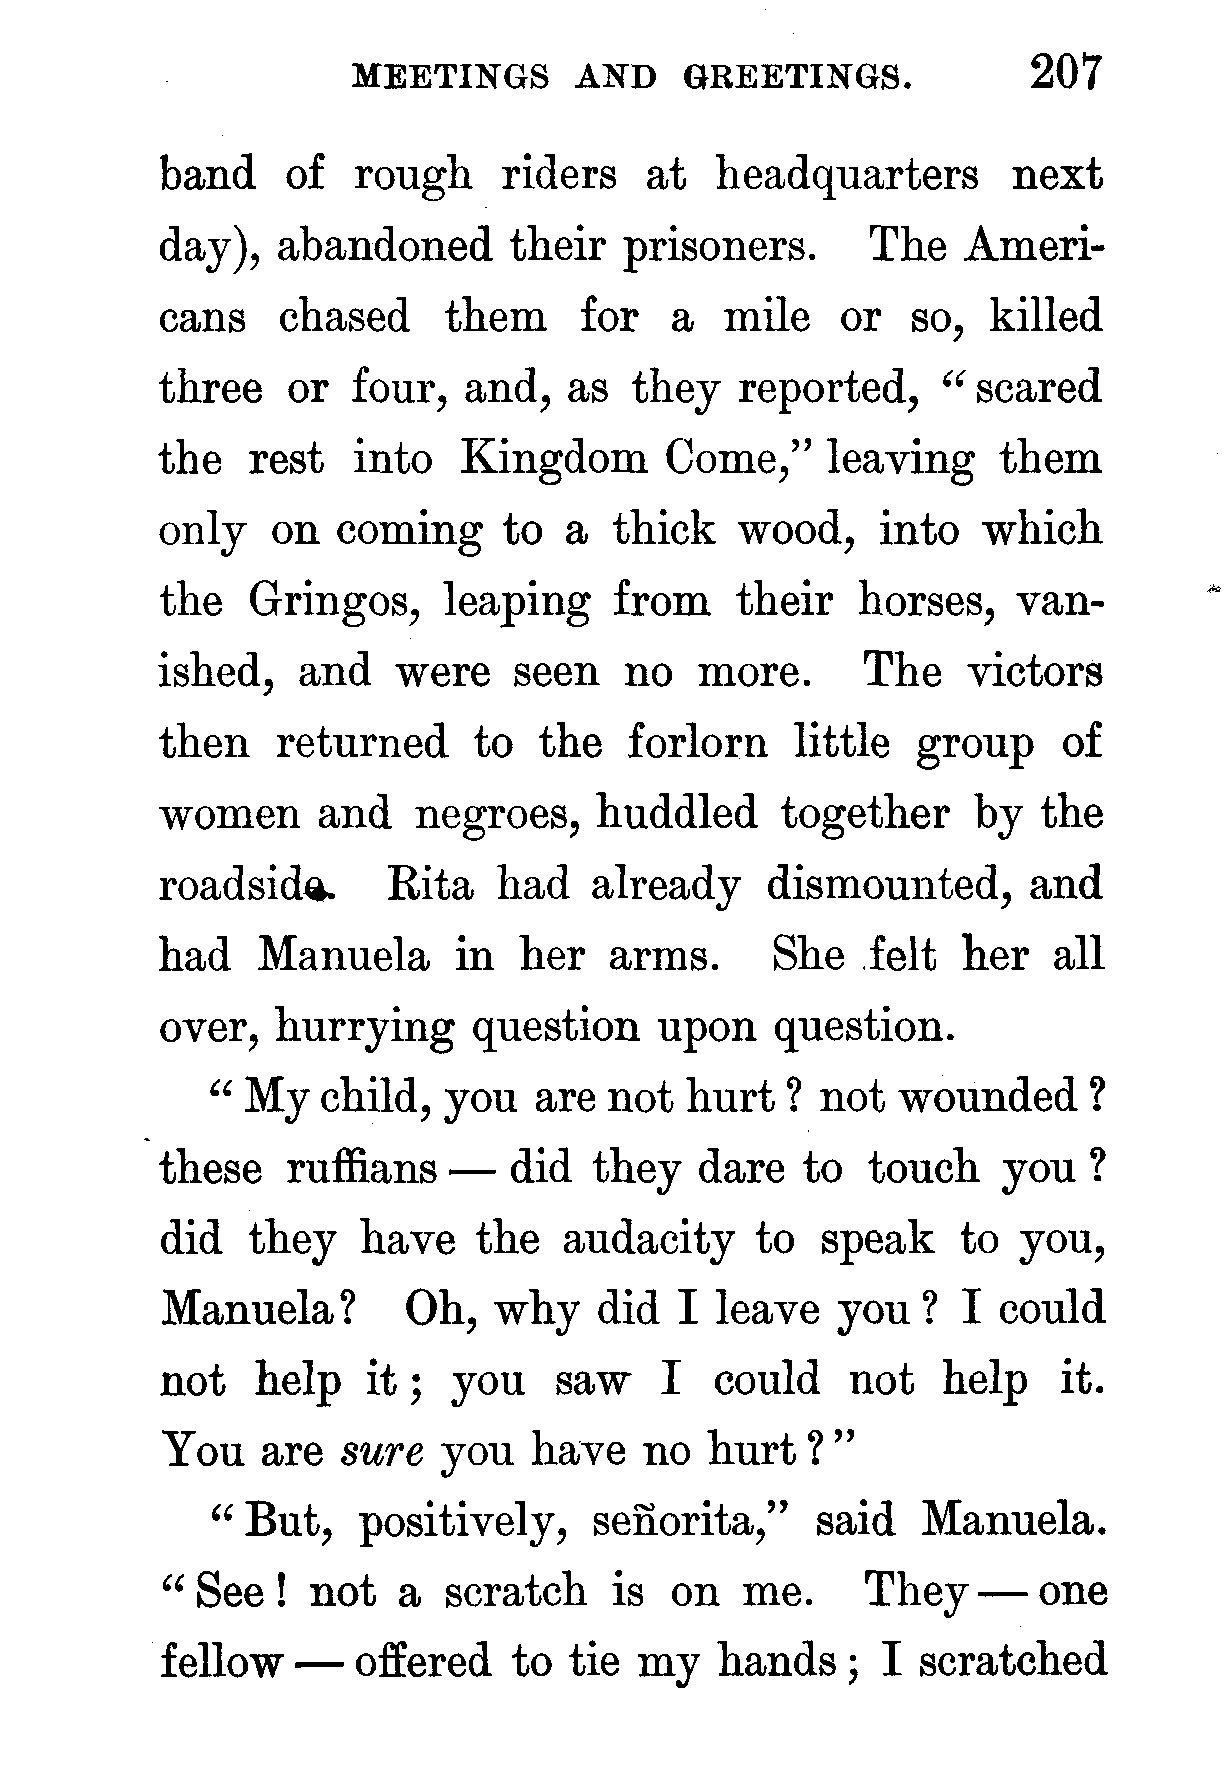 MEETINGS AND GREETINGS. 207
band of rough riders at headquarters next
day), abandoned their prisoners. The Ameri-
cans chased them for a mile or so, killed
three or four, and, as they reported, “ scared
the rest into Kingdom Come,” leaving them
only on coming to a thick wood, into which
the Gringos, leaping from their horses, van-
ished, and were seen no more. The victors
then returned to the forlorn little group of
women and negroes, huddled together by the
roadside. Rita had already dismounted, and
had Manuela in her arms. She felt her all
over, hurrying question upon question.
“ My child, you are not hurt ? not wounded ?
these ruffians — did they dare to touch you ?
did they have the audacity to speak to you,
Manuela? Oh, why did I leave you ? I could
not help it ; you saw I could not help it.
You are sure you have no hurt ? ”
“ But, positively, señorita,” said Manuela.
“ See ! not a scratch is on me. They — one
fellow — offered to tie my hands ; I scratched